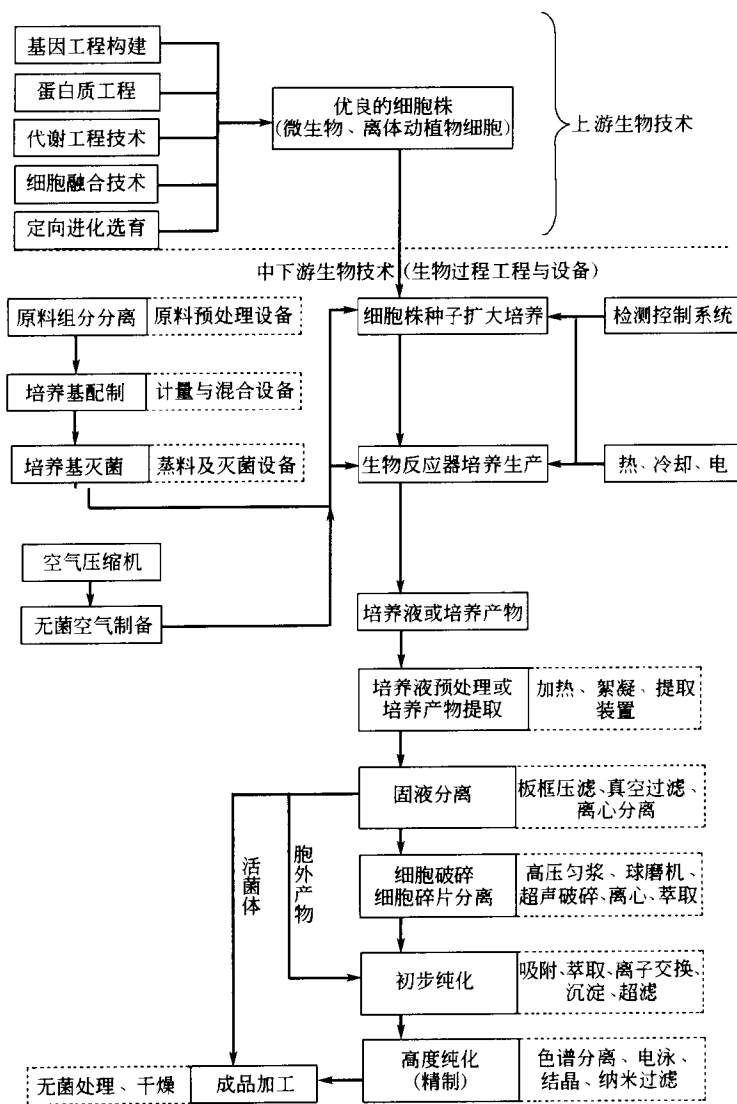 基因工程构建
蛋白质工程
代谢工程技术
细胞融合技术
定向进化选育
优良的细胞株
(微生物、离体动植物细胞)
上游生物技术
中下游生物技术(生物过程工程与设备)
原料组分分离
原料预处理设备
细胞株种子扩大培养
检测控制系统
培养基配制
计量与混合设备
培养基灭菌
蒸料及灭菌设备
生物反应器培养生产
热、冷却、电
空气压缩机
无菌空气制备
培养液或培养产物
培养液预处理或
培养产物提取
加热、絮凝、提取
装置
固液分离
板框压滤、真空过滤、
离心分离
活菌体
胞外产物
细胞破碎
细胞碎片分离
高压匀浆、球磨机、
超声破碎、离心、萃取
初步纯化
吸附、萃取、离子交换、
沉淀、超滤
无菌处理、干燥
成品加工
高度纯化
(精制)
色谱分离、电泳、
结晶、纳米过滤